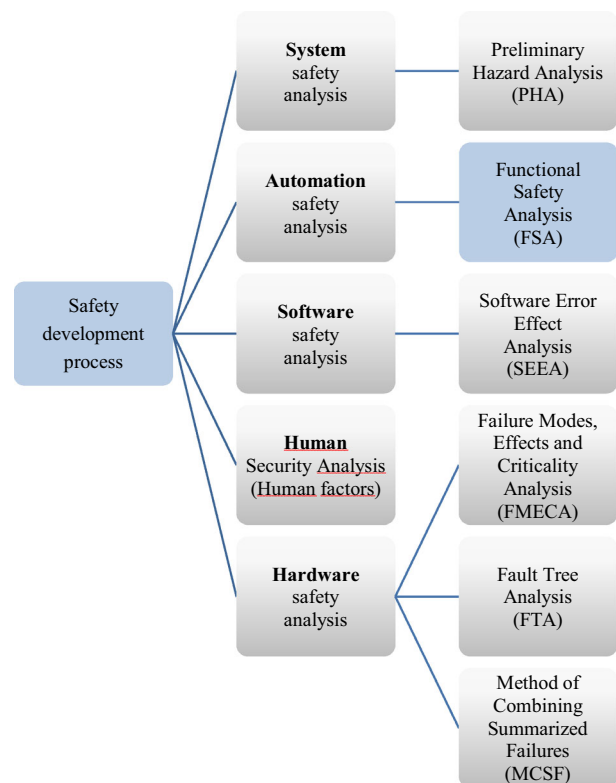 System
safety
analysis
Preliminary
Hazard Analysis
(PHA)
Automation
safety
analysis
Functional
Safety
Analysis
(FSA)
Safety
development
process
Software
safety
analysis
Software Error
Effect
Analysis
(SEEA)
Human
Security Analysis
(Human factors)
Failure Modes,
Effects and
Criticality
Analysis
(FMECA)
Hardware
safety
analysis
Fault Tree
Analysis
(FTA)
Method of
Combining
Summarized
Failures
(MCSF)